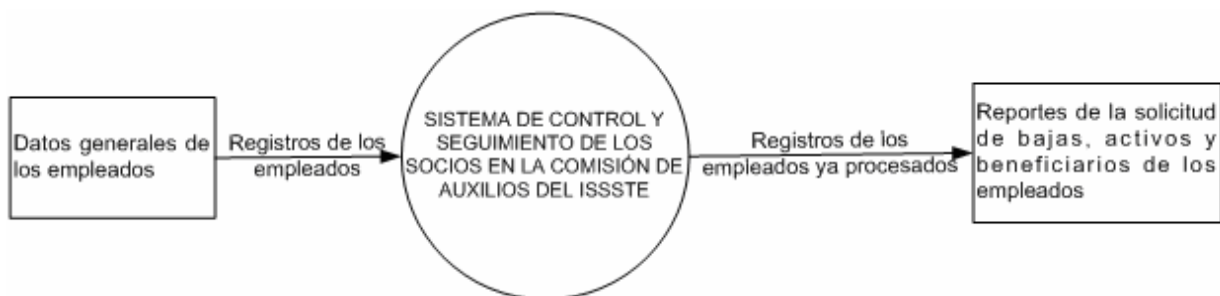 Datos generales de
los empleados
Registros de los
empleados
SISTEMA DE CONTROL Y
SEGUIMIENTO DE LOS
SOCIOS EN LA COMISIÓN DE
AUXILIOS DEL ISSSTE
Registros de los
empleados ya procesados
Reportes de la solicitud
de bajas, activos y
beneficiarios de los
empleados